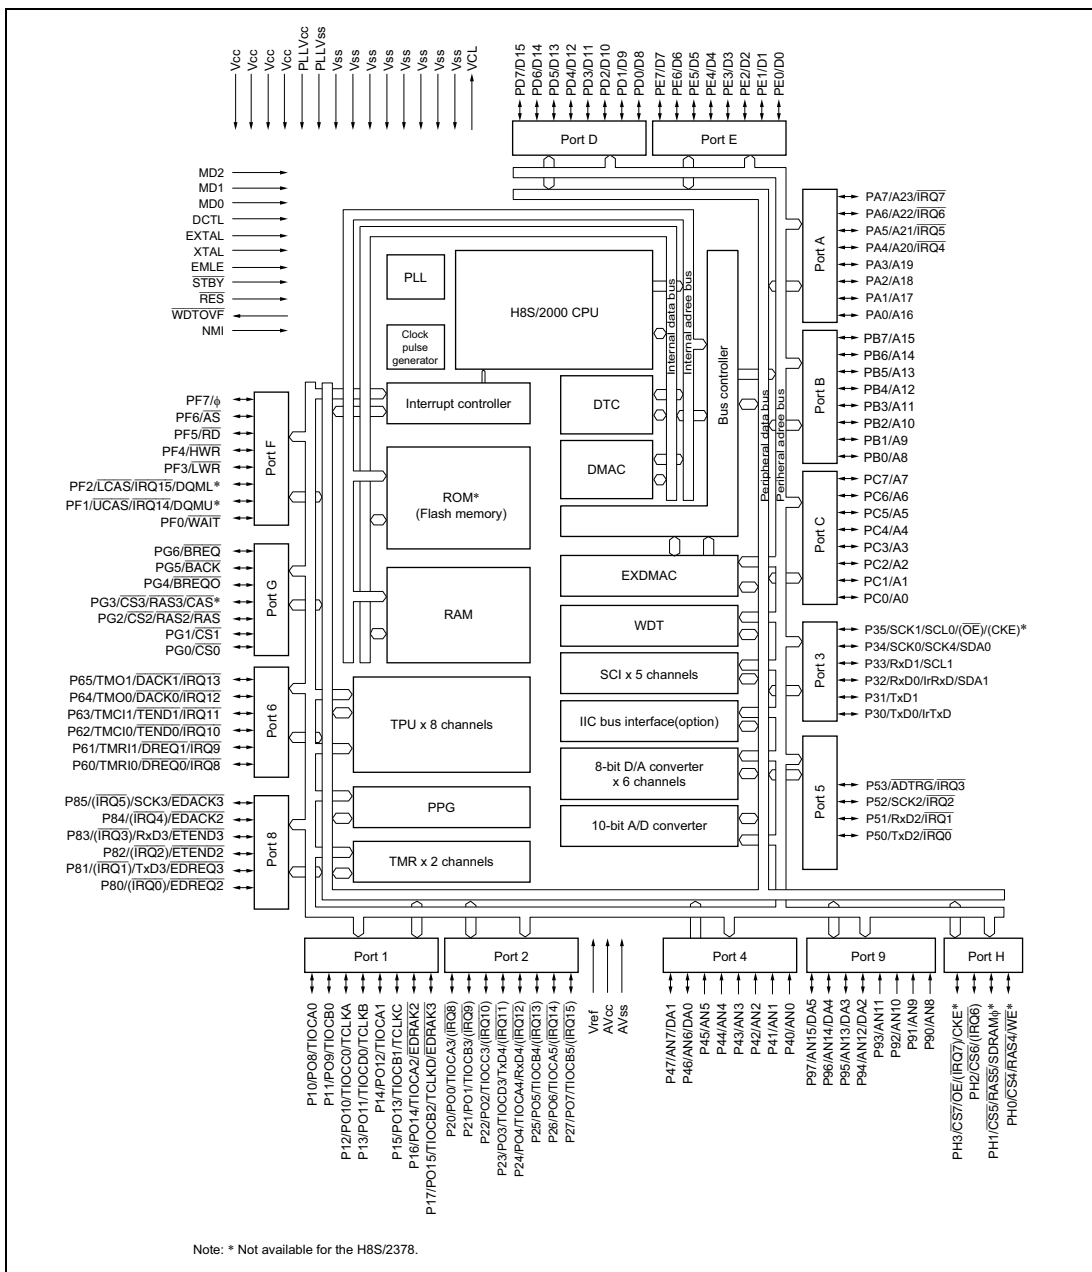 Vcc
Vcc
Vcc
Vcc
PLLVcc
PLLVss
Vss
Vss
Vss
Vss
Vss
Vss
Vss
Vss
VCL
PD7/D15
PD6/D14
PD5/D13
PD4/D12
PD3/D11
PD2/D10
PD1/D9
PD0/D8
PE7/D7
PE6/D6
PE5/D5
PE4/D4
PE3/D3
PE2/D2
PE1/D1
PE0/D0
Port D
Port E
MD2
MD1
MD0
DCTL
EXTAL
XTAL
EMLE
STBY
RES
WDTOVF
NMI
PLL
Clock
pulse
generator
H8S/2000 CPU
Interrupt controller
DTC
DMAC
ROM*
(Flash memory)
RAM
Internal data bus
Internal adree bus
Bus controller
Peripheral data bus
Periheral adree bus
Port A
PA7/A23/IRQ7
PA6/A22/IRQ6
PA5/A21/IRQ5
PA4/A20/IRQ4
PA3/A19
PA2/A18
PA1/A17
PA0/A16
Port B
PB7/A15
PB6/A14
PB5/A13
PB4/A12
PB3/A11
PB2/A10
PB1/A9
PB0/A8
Port C
PC7/A7
PC6/A6
PC5/A5
PC4/A4
PC3/A3
PC2/A2
PC1/A1
PC0/A0
PF7/ϕ
PF6/AS
PF5/RD
PF4/HWR
PF3/LWR
PF2/LCAS/IRQ15/DQML*
PF1/UCAS/IRQ14/DQMU*
PF0/WAIT
Port F
PG6/BREQ
PG5/BACK
PG4/BREQO
PG3/CS3/RAS3/CAS*
PG2/CS2/RAS2/RAS
PG1/CS1
PG0/CS0
Port G
P65/TMO1/DACK1/IRQ13
P64/TMO0/DACK0/IRQ12
P63/TMCI1/TEND1/IRQ11
P62/TMCI0/TEND0/IRQ10
P61/TMRI1/DREQ1/IRQ9
P60/TMRI0/DREQ0/IRQ8
Port 6
P85/(IRQ5)/SCK3/EDACK3
P84/(IRQ4)/EDACK2
P83/(IRQ3)/RxD3/ETEND3
P82/(IRQ2)/ETEND2
P81/(IRQ1)/TxD3/EDREQ3
P80/(IRQ0)/EDREQ2
Port 8
TPU x 8 channels
PPG
TMR x 2 channels
EXDMAC
WDT
SCI x 5 channels
IIC bus interface(option)
8-bit D/A converter
x 6 channels
10-bit A/D converter
Port 3
P35/SCK1/SCL0/(OE)/(CKE)*
P34/SCK0/SCK4/SDA0
P33/RxD1/SCL1
P32/RxD0/IrRxD/SDA1
P31/TxD1
P30/TxD0/IrTxD
Port 5
P53/ADTRG/IRQ3
P52/SCK2/IRQ2
P51/RxD2/IRQ1
P50/TxD2/IRQ0
Port 1
Port 2
Port 4
Port 9
Port H
P10/PO8/TIOCA0
P11/PO9/TIOCB0
P12/PO10/TIOCC0/TCLKA
P13/PO11/TIOCD0/TCLKB
P14/PO12/TIOCA1
P15/PO13/TIOCB1/TCLKC
P16/PO14/TIOCA2/EDRAK2
P17/PO15/TIOCB2/TCLKD/EDRAK3
P20/PO0/TIOCA3/(IRQ8)
P21/PO1/TIOCB3/(IRQ9)
P22/PO2/TIOCC3/(IRQ10)
P23/PO3/TIOCD3/TxD4/(IRQ11)
P24/PO4/TIOCA4/RxD4/(IRQ12)
P25/PO5/TIOCB4/(IRQ13)
P26/PO6/TIOCA5/(IRQ14)
P27/PO7/TIOCB5/(IRQ15)
Vref
AVcc
AVss
P47/AN7/DA1
P46/AN6/DA0
P45/AN5
P44/AN4
P43/AN3
P42/AN2
P41/AN1
P40/AN0
P97/AN15/DA5
P96/AN14/DA4
P95/AN13/DA3
P94/AN12/DA2
P93/AN11
P92/AN10
P91/AN9
P90/AN8
PH3/CS7/OE/(IRQ7)/CKE*
PH2/CS6/(IRQ6)
PH1/CS5/RAS5/SDRAMϕ*
PH0/CS4/RAS4/WE*
Note: * Not available for the H8S/2378.